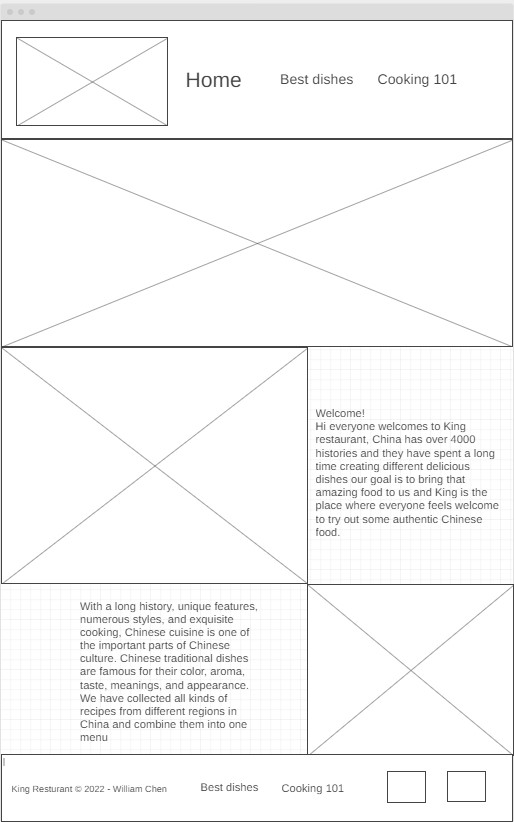 Home Best dishes Cooking 101
Welcome!
Hi everyone welcomes to King
restaurant, China has over 4000
histories and they have spent a long
time creating different delicious
dishes our goal is to bring that
amazing food to us and King is the
place where everyone feels welcome
to try out some authentic Chinese
food.
With a long history, unique features,
numerous styles, and exquisite
cooking, Chinese cuisine is one of
the important parts of Chinese
culture. Chinese traditional dishes
are famous for their color, aroma,
taste, meanings, and appearance.
We have collected all kinds of
recipes from different regions in
China and combine them into one
menu
King Resturant © 2022 - William Chen Best dishes Cooking 101